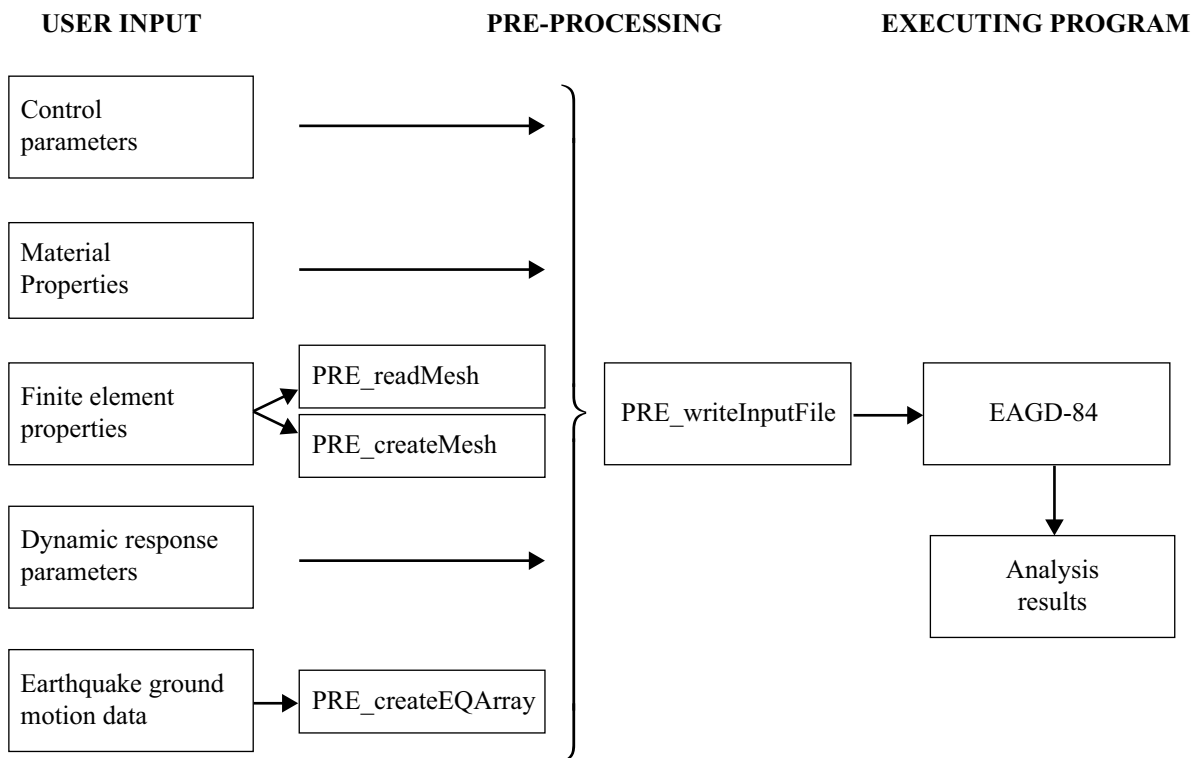 USER INPUT
PRE-PROCESSING
EXECUTING PROGRAM
Control
parameters
Material
Properties
Finite element
properties
PRE_readMesh
PRE_createMesh
PRE_writeInputFile
EAGD-84
Dynamic response
parameters
Analysis
results
Earthquake ground
motion data
PRE_createEQArray